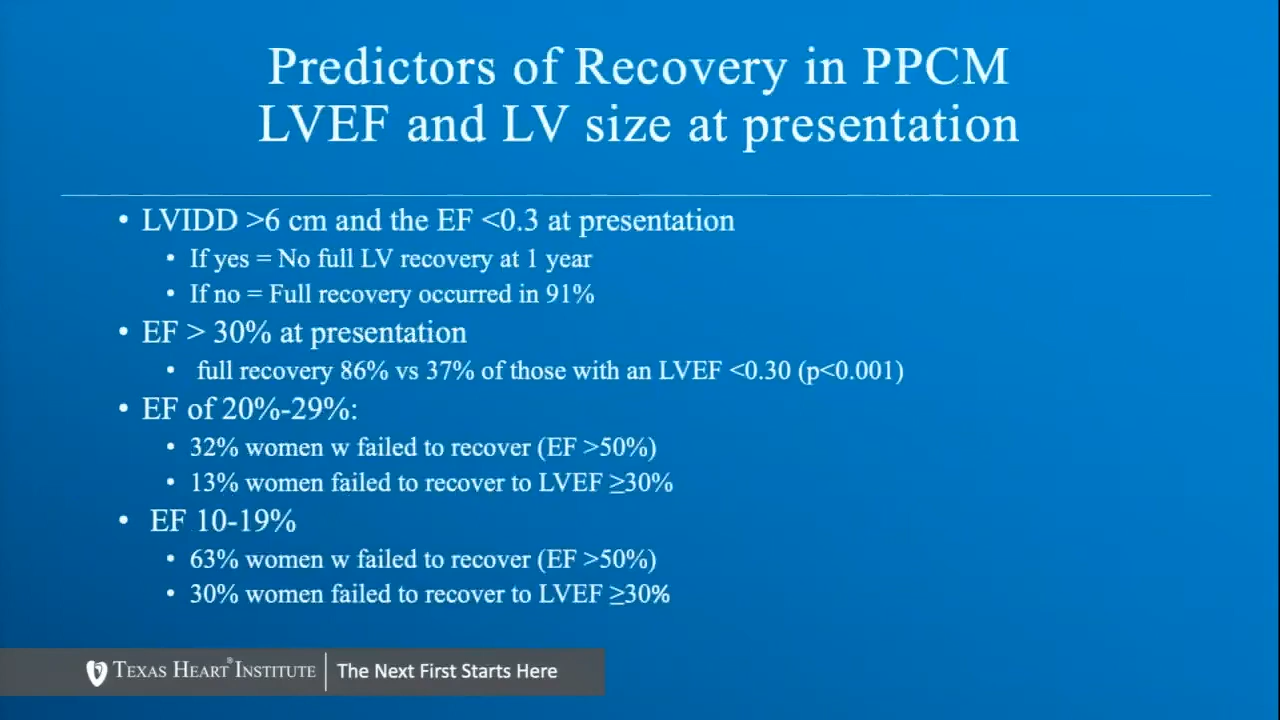 Predictors of Recovery in PPCM
LVEF and LV size at presentation
• LVIDD >6 cm and the EF <0.3 at presentation
• If yes = No full LV recovery at 1 year
• If no = Full recovery occurred in 91%
• EF > 30% at presentation
• full recovery 86% vs 37% of those with an LVEF <0.30 (p<0.001)
• EF of 20%-29%:
• 32% women w failed to recover (EF >50%)
• 13% women failed to recover to LVEF ≥30%
• EF 10-19%
• 63% women w failed to recover (EF >50%)
• 30% women failed to recover to LVEF ≥30%
TEXAS HEART® INSTITUTE | The Next First Starts Here